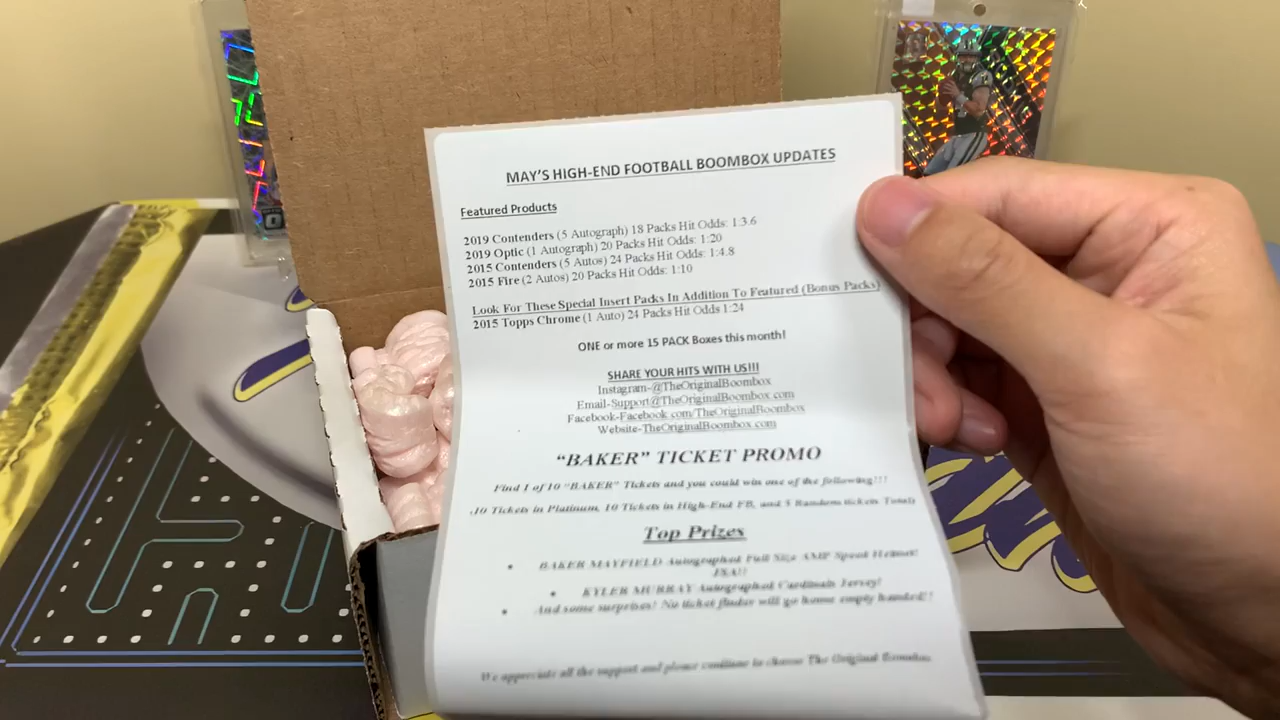 MAY'S HIGH-END FOOTBALL BOOMBOX UPDATES
Featured Products
2019 Contenders (5 Autograph) 18 Packs Hit Odds: 1:3.6
2019 Optic (1 Autograph) 20 Packs Hit Odds: 1:20
2015 Contenders (5 Autos) 24 Packs Hit Odds: 1:4.8
2015 Fire (2 Autos) 20 Packs Hit Odds: 1:10
Look For These Special Insert Packs In Addition To Featured (Bonus Packs)
2015 Topps Chrome (1 Auto) 24 Packs Hit Odds 1:24
ONE or more 15 PACK Boxes this month!
SHARE YOUR HITS WITH US!!!
Instagram-@TheOriginalBoombox
Email-Support@TheOriginalBoombox.com
Facebook-Facebook.com/TheOriginalBoombox
Website-TheOriginalBoombox.com
"BAKER" TICKET PROMO
Find 1 of 10 "BAKER" Tickets and you could win one of the following!!!
(10 Tickets in Platinum, 10 Tickets in High-End FB, and 5 Random tickets Total)
Top Prizes
• BAKER MAYFIELD Autographed Full Size AMP Speed Helmet!
JSA!!
• KYLER MURRAY Autographed Cardinals Jersey!
• And some surprises! No ticket finder will go home empty handed!!
We appreciate all the support and please continue to choose The Original Boombox